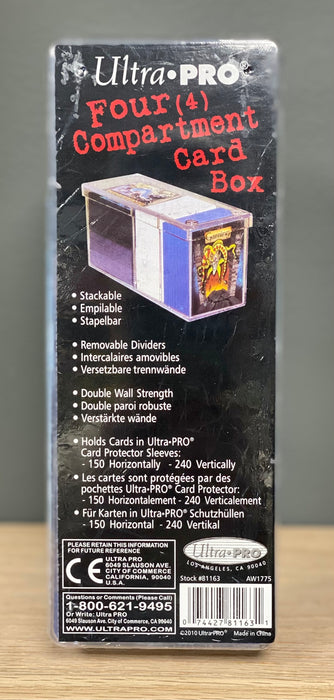 Ultra•PRO®
Four (4)
Compartment
Card
Box
• Stackable
• Empilable
• Stapelbar
• Removable Dividers
• Intercalaires amovibles
• Versetzbare trennwände
• Double Wall Strength
• Double paroi robuste
• Verstärkte wände
• Holds Cards in Ultra•PRO®
Card Protector Sleeves:
- 150 Horizontally - 240 Vertically
• Les cartes sont protégées par des
pochettes Ultra•PRO® Card Protector:
- 150 Horizontalement - 240 Verticalement
• Für Karten in Ultra•PRO® Schutzhüllen
- 150 Horizontal - 240 Vertikal
PLEASE RETAIN THIS INFORMATION
FOR FUTURE REFERENCE
CE
ULTRA PRO
6049 SLAUSON AVE.
CITY OF COMMERCE
CALIFORNIA, 90040
U.S.A.
Questions or Comments (Please Call)
1-800-621-9495
Or Write: Ultra PRO
6049 Slauson Ave. City of Commerce, CA. 90040
WWW.ULTRAPRO.COM
Ultra•PRO®
LOS ANGELES, CA 90040
Stock #81163 AW1775
0 74427 81163 1
©2010 Ultra•PRO® Made in China